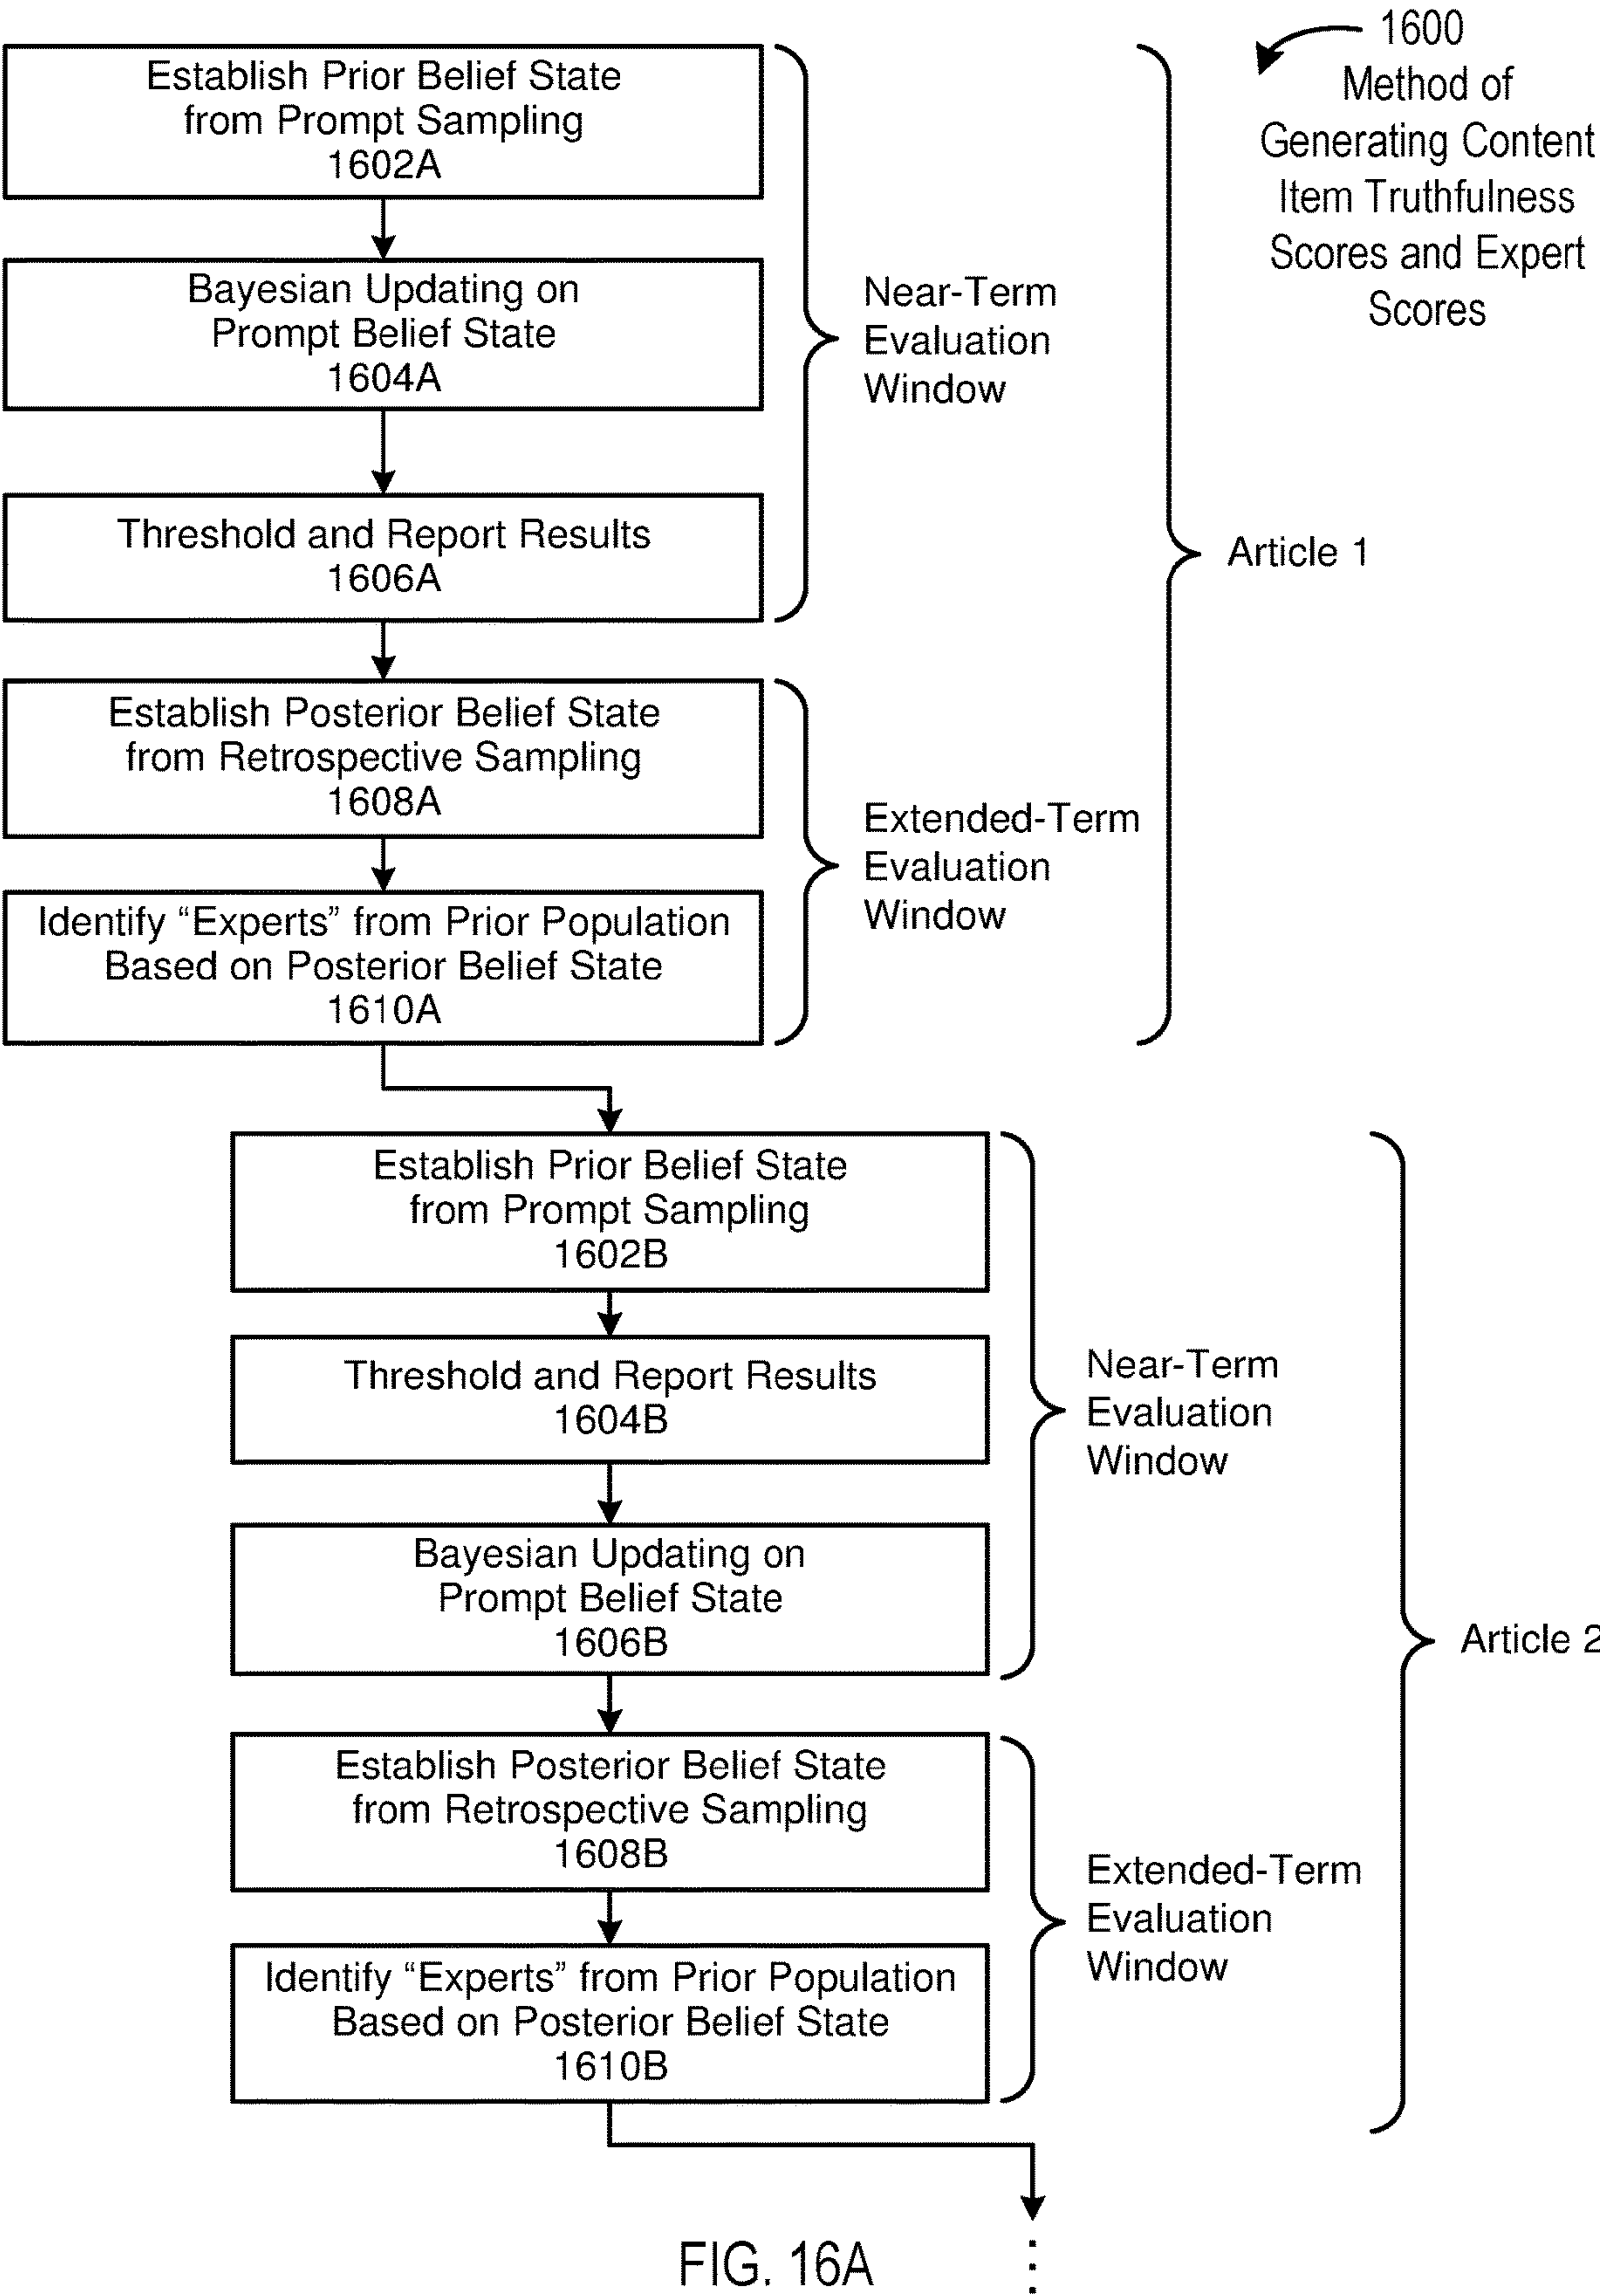 1600
Method of
Generating Content
Item Truthfulness
Scores and Expert
Scores
Establish Prior Belief State
from Prompt Sampling
1602A
Bayesian Updating on
Prompt Belief State
1604A
Threshold and Report Results
1606A
Near-Term
Evaluation
Window
Establish Posterior Belief State
from Retrospective Sampling
1608A
Identify “Experts” from Prior Population
Based on Posterior Belief State
1610A
Extended-Term
Evaluation
Window
Article 1
Establish Prior Belief State
from Prompt Sampling
1602B
Threshold and Report Results
1604B
Bayesian Updating on
Prompt Belief State
1606B
Near-Term
Evaluation
Window
Establish Posterior Belief State
from Retrospective Sampling
1608B
Identify “Experts” from Prior Population
Based on Posterior Belief State
1610B
Extended-Term
Evaluation
Window
Article 2
FIG. 16A